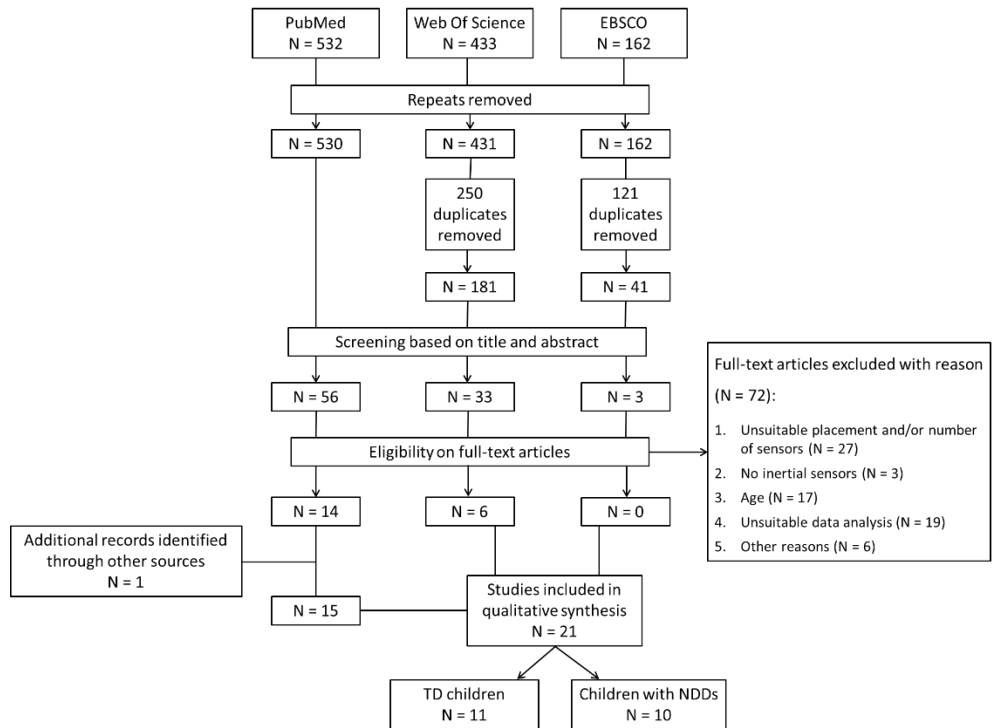 PubMed
N = 532
Web Of Science
N = 433
EBSCO
N = 162
Repeats removed
N = 530
N = 431
N = 162
250
duplicates
removed
121
duplicates
removed
N = 181
N = 41
Screening based on title and abstract
N = 56
N = 33
N = 3
Full-text articles excluded with reason
(N = 72):
1. Unsuitable placement and/or number
of sensors (N = 27)
2. No inertial sensors (N = 3)
3. Age (N = 17)
4. Unsuitable data analysis (N = 19)
5. Other reasons (N = 6)
Eligibility on full-text articles
N = 14
N = 6
N = 0
Additional records identified
through other sources
N = 1
N = 15
Studies included in
qualitative synthesis
N = 21
TD children
N = 11
Children with NDDs
N = 10